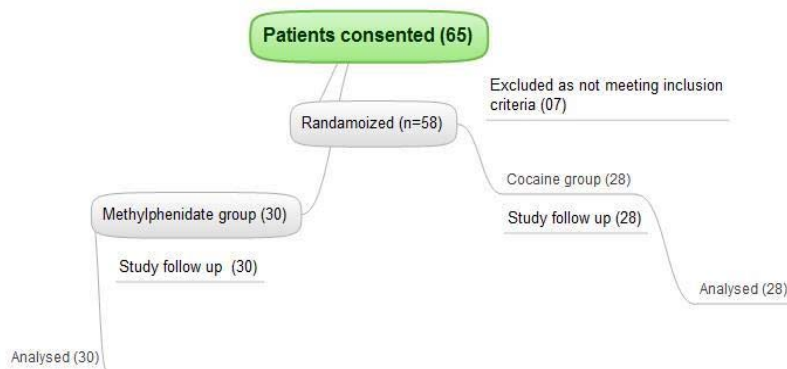 Patients consented (65)
Excluded as not meeting inclusion
criteria (07)
Randamoized (n=58)
Cocaine group (28)
Methylphenidate group (30)
Study follow up (28)
Study follow up (30)
Analysed (28)
Analysed (30)